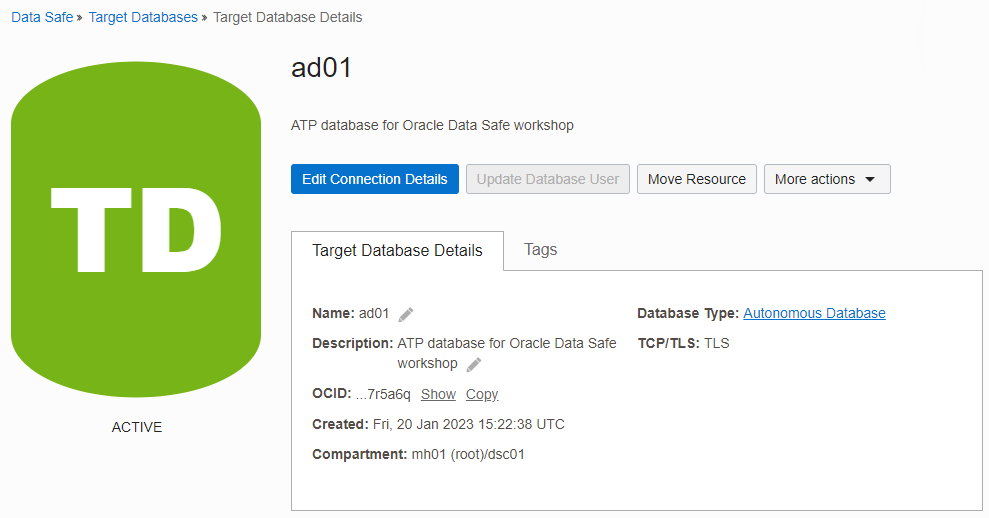 Data Safe » Target Databases » Target Database Details
TD
ACTIVE
ad01
ATP database for Oracle Data Safe workshop
Edit Connection Details Update Database User Move Resource More actions
Target Database Details Tags
Name: ad01
Description: ATP database for Oracle Data Safe
workshop
OCID: ...7r5a6q Show Copy
Created: Fri, 20 Jan 2023 15:22:38 UTC
Compartment: mh01 (root)/dsc01
Database Type: Autonomous Database
TCP/TLS: TLS